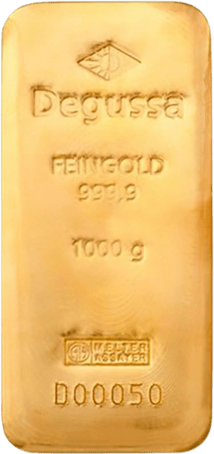 Degussa
FEINGOLD
999,9
1000 g
MELTER
ASSAYER
D00050